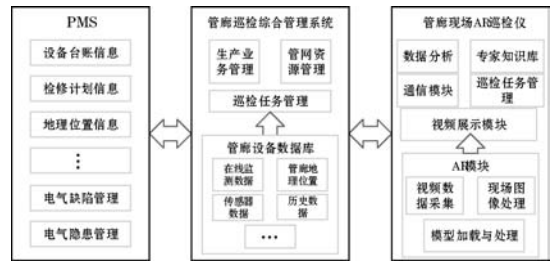 PMS
设备台账信息
检修计划信息
地理位置信息
⋮
电气缺陷管理
电气隐患管理
管廊巡检综合管理系统
生产业
务管理
管网资
源管理
巡检任务管理
管廊设备数据库
在线监
测数据
管廊地
理位置
传感器
数据
历史数
据
•••
管廊现场AR巡检仪
数据分析
专家知识库
通信模块
巡检任务管
理
视频展示模块
AR模块
视频数
据采集
现场图
像处理
模型加载与处理